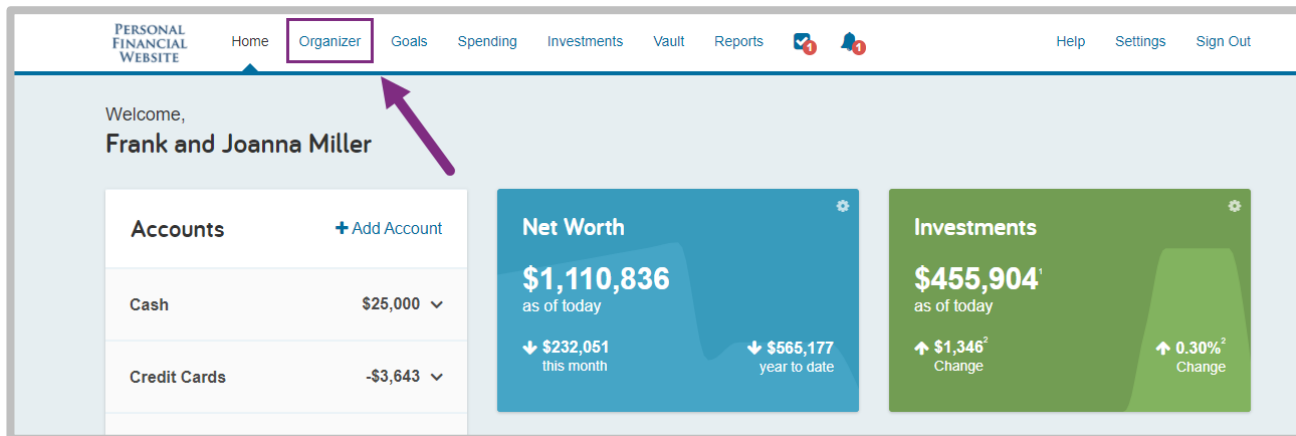 PERSONAL
FINANCIAL
WEBSITE
Home Organizer Goals Spending Investments Vault Reports 1 1 Help Settings Sign Out
Welcome,
Frank and Joanna Miller
Accounts + Add Account
Cash $25,000
Credit Cards -$3,643
Net Worth
$1,110,836
as of today
$232,051
this month
$565,177
year to date
Investments
$455,904¹
as of today
$1,346²
Change
0.30%²
Change